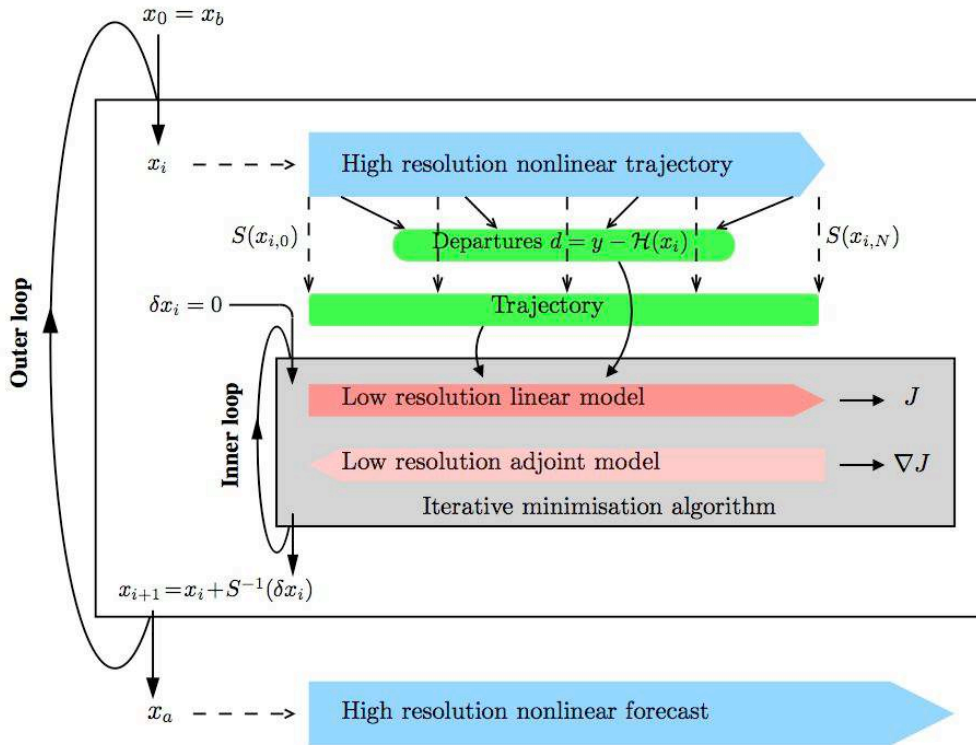 x₀ = x_b
x_i
High resolution nonlinear trajectory
S(x_{i,0})
Departures d = y − ℋ(x_i)
S(x_{i,N})
δx_i = 0
Trajectory
Outer loop
Inner loop
Low resolution linear model
J
Low resolution adjoint model
∇J
Iterative minimisation algorithm
x_{i+1} = x_i + S⁻¹(δx_i)
x_a
High resolution nonlinear forecast